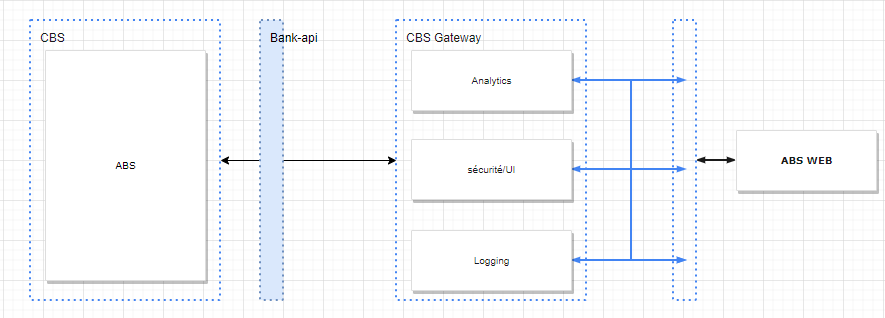 CBS
Bank-api
CBS Gateway
Analytics
ABS
sécurité/UI
ABS WEB
Logging